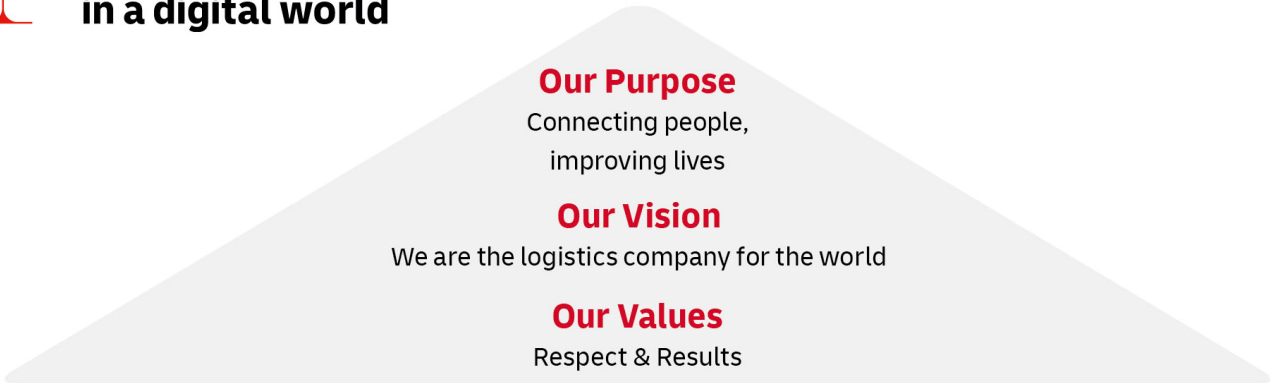 in a digital world
Our Purpose
Connecting people,
improving lives
Our Vision
We are the logistics company for the world
Our Values
Respect & Results